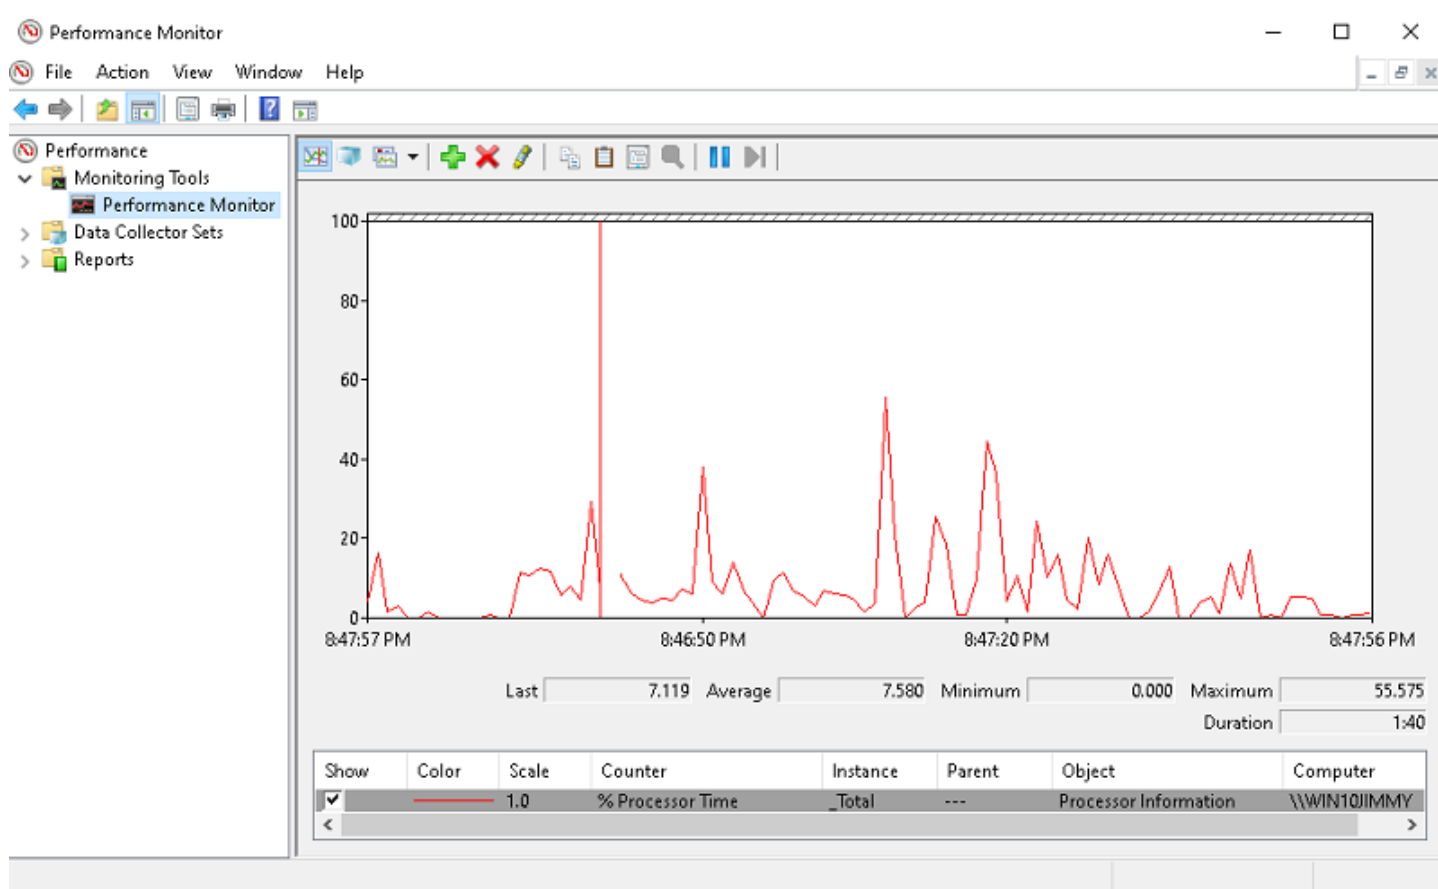 Performance Monitor
File Action View Window Help
Performance
Monitoring Tools
Performance Monitor
Data Collector Sets
Reports
100
80
60
40
20
0
8:47:57 PM 8:46:50 PM 8:47:20 PM 8:47:56 PM
Last 7.119 Average 7.580 Minimum 0.000 Maximum 55.575
Duration 1:40
Show Color Scale Counter Instance Parent Object Computer
1.0 % Processor Time _Total --- Processor Information \\WIN10JIMMY